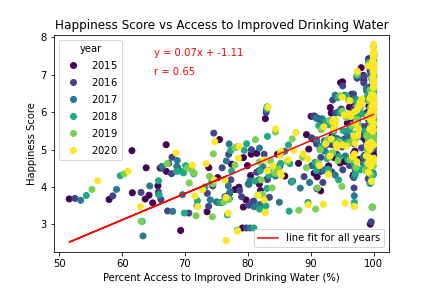 Happiness Score vs Access to Improved Drinking Water
8
7
6
5
4
3
Happiness Score
year
2015
2016
2017
2018
2019
2020
y = 0.07x + -1.11
r = 0.65
line fit for all years
50
60
70
80
90
100
Percent Access to Improved Drinking Water (%)